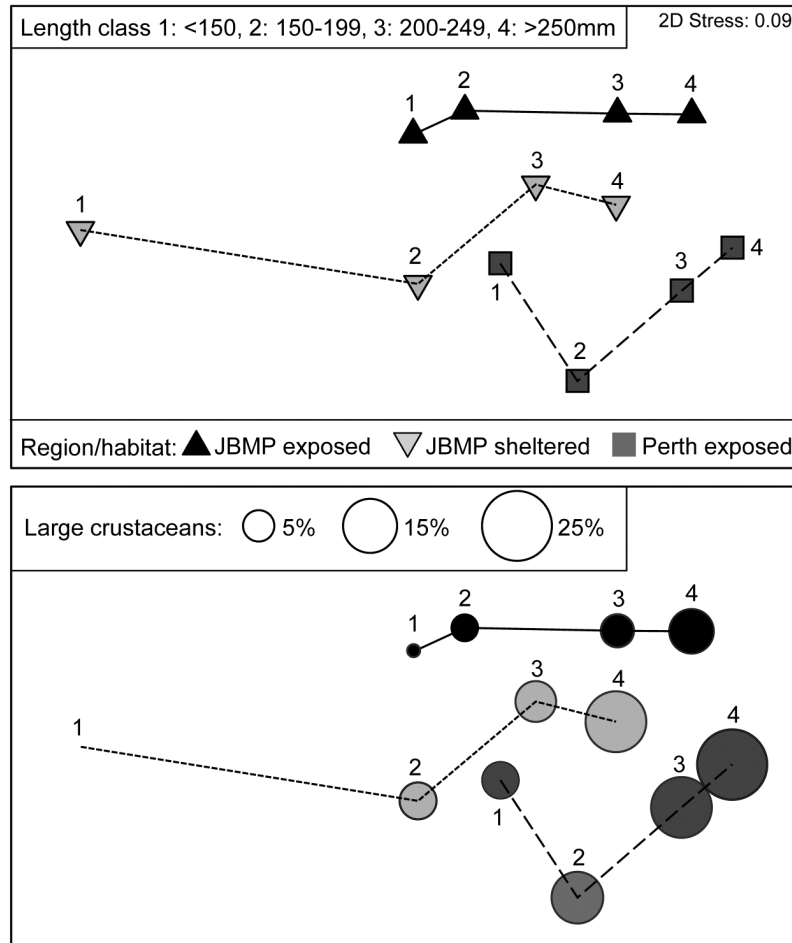 Length class 1: <150, 2: 150-199, 3: 200-249, 4: >250mm
2D Stress: 0.09
1 2 3 4
1 2 3 4
1 2 3 4
Region/habitat: JBMP exposed JBMP sheltered Perth exposed
Large crustaceans: 5% 15% 25%
1 2 3 4
1 2 3 4
1 2 3 4